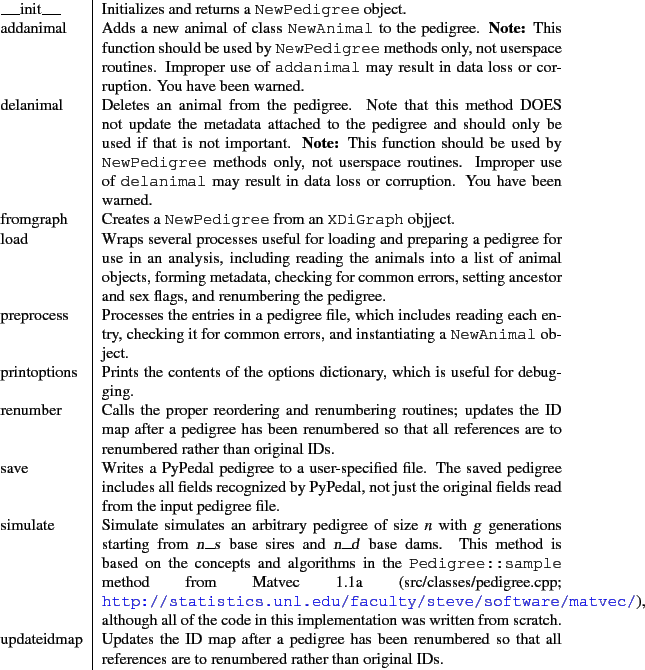 __init__ Initializes and returns a NewPedigree object.
addanimal Adds a new animal of class NewAnimal to the pedigree. Note: This
function should be used by NewPedigree methods only, not userspace
routines. Improper use of addanimal may result in data loss or cor-
ruption. You have been warned.
delanimal Deletes an animal from the pedigree. Note that this method DOES
not update the metadata attached to the pedigree and should only be
used if that is not important. Note: This function should be used by
NewPedigree methods only, not userspace routines. Improper use
of delanimal may result in data loss or corruption. You have been
warned.
fromgraph Creates a NewPedigree from an XDiGraph objject.
load Wraps several processes useful for loading and preparing a pedigree for
use in an analysis, including reading the animals into a list of animal
objects, forming metadata, checking for common errors, setting ancestor
and sex flags, and renumbering the pedigree.
preprocess Processes the entries in a pedigree file, which includes reading each en-
try, checking it for common errors, and instantiating a NewAnimal ob-
ject.
printoptions Prints the contents of the options dictionary, which is useful for debug-
ging.
renumber Calls the proper reordering and renumbering routines; updates the ID
map after a pedigree has been renumbered so that all references are to
renumbered rather than original IDs.
save Writes a PyPedal pedigree to a user-specified file. The saved pedigree
includes all fields recognized by PyPedal, not just the original fields read
from the input pedigree file.
simulate Simulate simulates an arbitrary pedigree of size n with g generations
starting from n_s base sires and n_d base dams. This method is
based on the concepts and algorithms in the Pedigree::sample
method from Matvec 1.1a (src/classes/pedigree.cpp;
http://statistics.unl.edu/faculty/steve/software/matvec/),
although all of the code in this implementation was written from scratch.
updateidmap Updates the ID map after a pedigree has been renumbered so that all
references are to renumbered rather than original IDs.